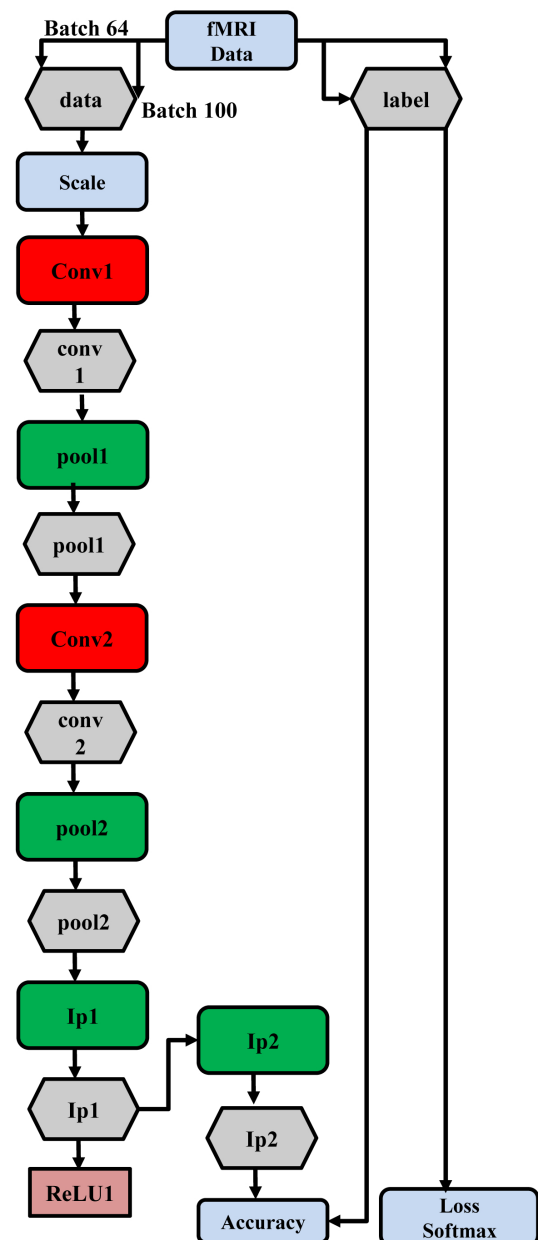 Batch 64
fMRI
Data
data
Batch 100
label
Scale
Conv1
conv
1
pool1
pool1
Conv2
conv
2
pool2
pool2
Ip1
Ip2
Ip1
Ip2
ReLU1
Accuracy
Loss
Softmax